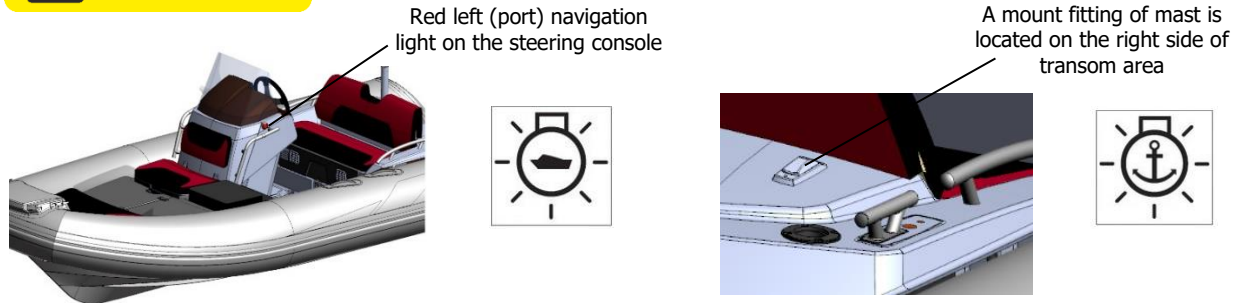 Red left (port) navigation
light on the steering console
A mount fitting of mast is
located on the right side of
transom area